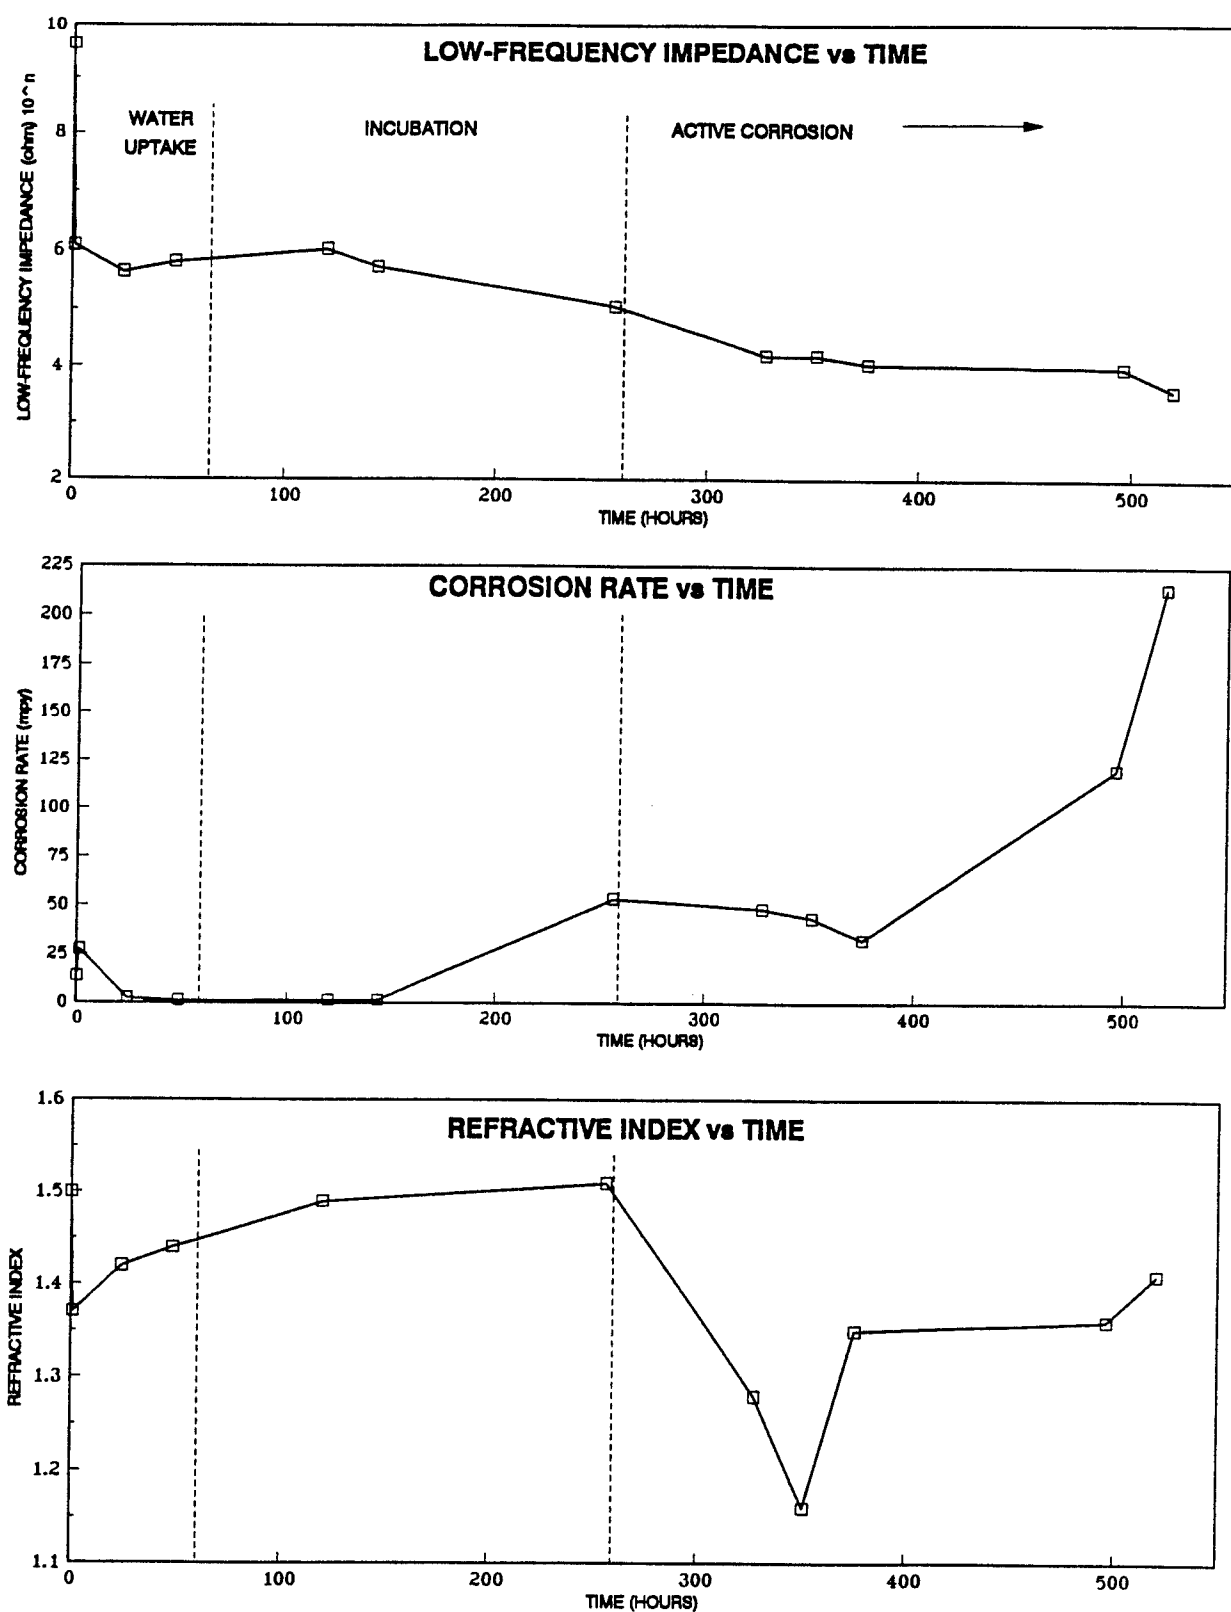 LOW-FREQUENCY IMPEDANCE vs TIME
LOW-FREQUENCY IMPEDANCE (ohm) 10^n
10
8
6
4
2
WATER
UPTAKE
INCUBATION
ACTIVE CORROSION
0 100 200 300 400 500
TIME (HOURS)
CORROSION RATE vs TIME
CORROSION RATE (mpy)
225
200
175
150
125
100
75
50
25
0
0 100 200 300 400 500
TIME (HOURS)
REFRACTIVE INDEX vs TIME
REFRACTIVE INDEX
1.6
1.5
1.4
1.3
1.2
1.1
0 100 200 300 400 500
TIME (HOURS)